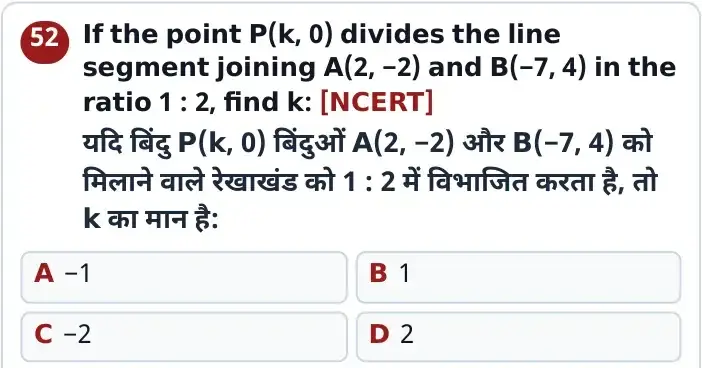 52 If the point P(k, 0) divides the line
segment joining A(2, −2) and B(−7, 4) in the
ratio 1 : 2, find k: [NCERT]
यदि बिंदु P(k, 0) बिंदुओं A(2, −2) और B(−7, 4) को
मिलाने वाले रेखाखंड को 1 : 2 में विभाजित करता है, तो
k का मान है:
A −1
B 1
C −2
D 2